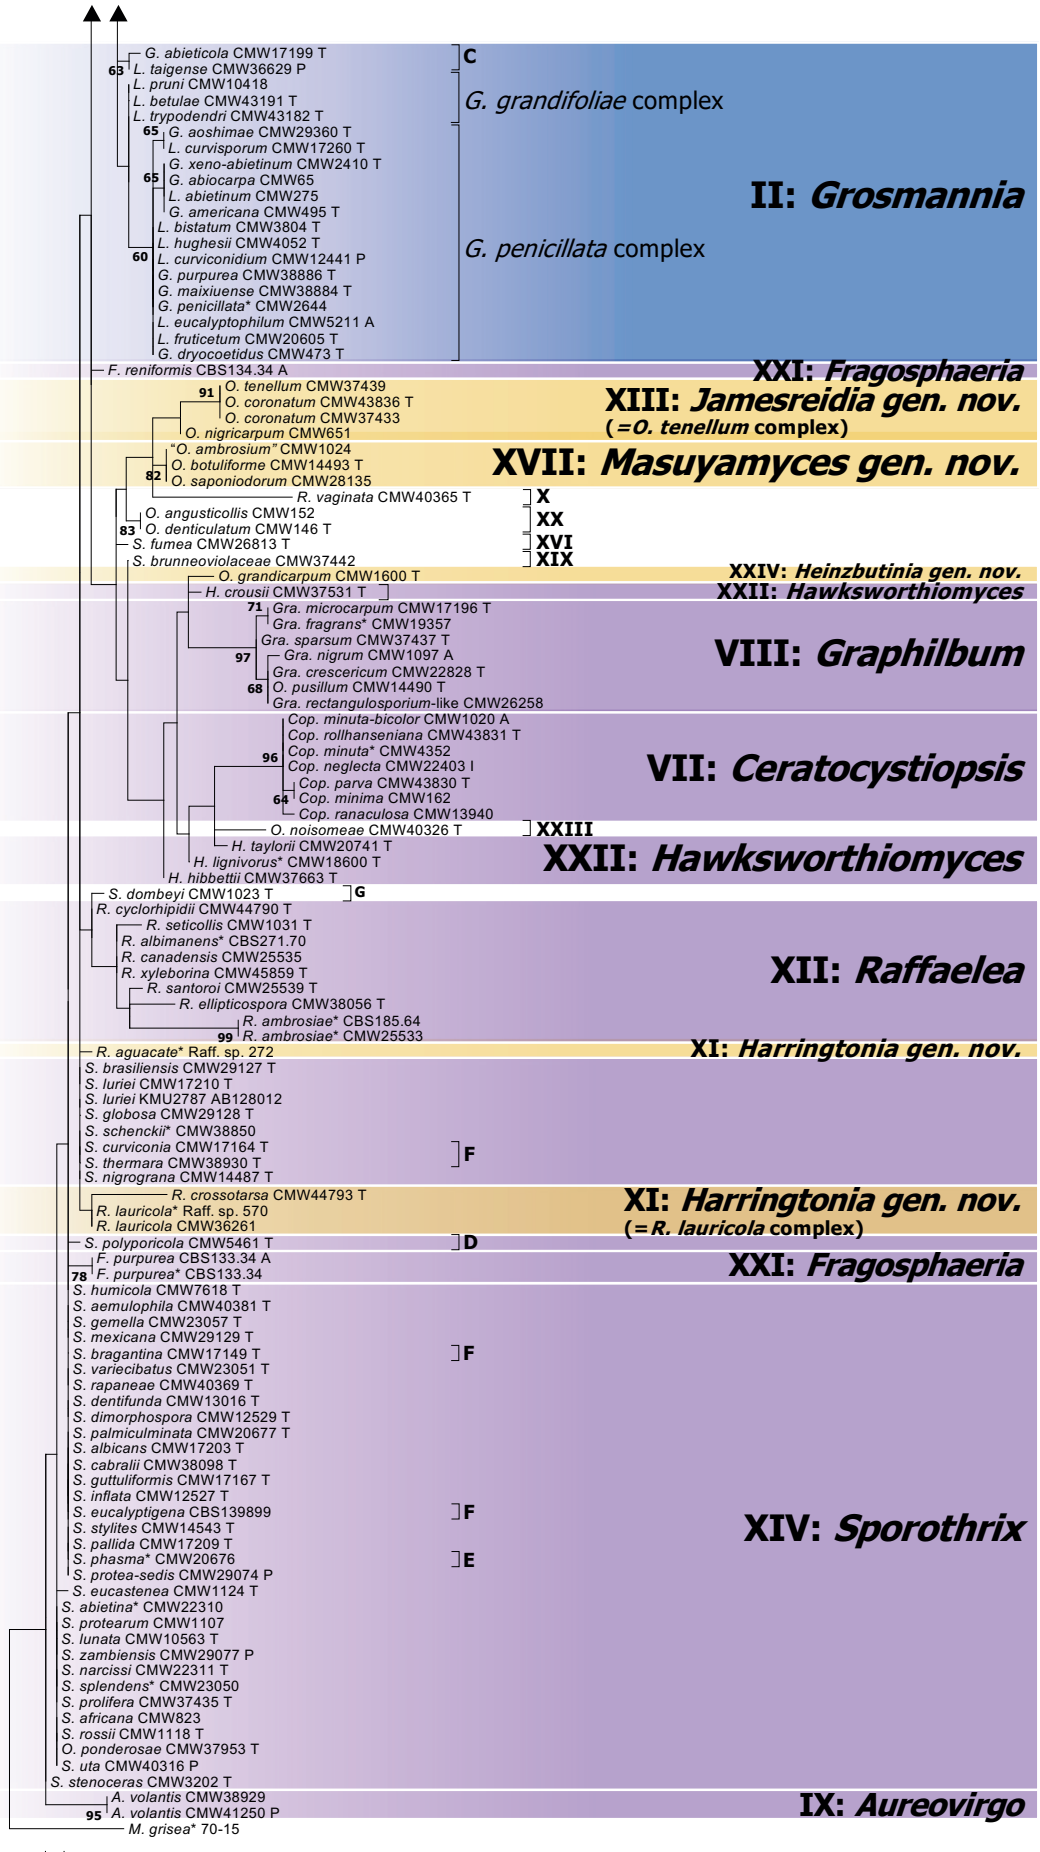 G. abieticola CMW17199 T
C
63
L. taigense CMW36629 P
L. pruni CMW10418
L. betulae CMW43191 T
G. grandifoliae complex
L. trypodendri CMW43182 T
65
G. aoshimae CMW29360 T
L. curvisporum CMW17260 T
G. xeno-abietinum CMW2410 T
65
G. abiocarpa CMW65
L. abietinum CMW275
II: Grosmannia
G. americana CMW495 T
L. bistatum CMW3804 T
L. hughesii CMW4052 T
G. penicillata complex
60
L. curviconidium CMW12441 P
G. purpurea CMW38886 T
G. maixiuense CMW38884 T
G. penicillata* CMW2644
L. eucalyptophilum CMW5211 A
L. fruticetum CMW20605 T
G. dryocoetidus CMW473 T
F. reniformis CBS134.34 A
XXI: Fragosphaeria
91
O. tenellum CMW37439
O. coronatum CMW43836 T
XIII: Jamesreidia gen. nov.
O. coronatum CMW37433
(=O. tenellum complex)
O. nigricarpum CMW651
"O. ambrosium" CMW1024
O. botuliforme CMW14493 T
XVII: Masuyamyces gen. nov.
82
O. saponiodorum CMW28135
R. vaginata CMW40365 T
X
O. angusticollis CMW152
XX
83
O. denticulatum CMW146 T
S. fumea CMW26813 T
XVI
S. brunneoviolaceae CMW37442
XIX
O. grandicarpum CMW1600 T
XXIV: Heinzbutinia gen. nov.
H. crousii CMW37531 T
XXII: Hawksworthiomyces
71
Gra. microcarpum CMW17196 T
Gra. fragrans* CMW19357
Gra. sparsum CMW37437 T
97
Gra. nigrum CMW1097 A
VIII: Graphilbum
Gra. crescericum CMW22828 T
68
O. pusillum CMW14490 T
Gra. rectangulosporium-like CMW26258
Cop. minuta-bicolor CMW1020 A
Cop. rollhanseniana CMW43831 T
Cop. minuta* CMW4352
96
Cop. neglecta CMW22403 I
VII: Ceratocystiopsis
Cop. parva CMW43830 T
64
Cop. minima CMW162
Cop. ranaculosa CMW13940
O. noisomeae CMW40326 T
XXIII
H. taylorii CMW20741 T
H. lignivorus* CMW18600 T
XXII: Hawksworthiomyces
H. hibbettii CMW37663 T
S. dombeyi CMW1023 T
G
R. cyclorhipidii CMW44790 T
R. seticollis CMW1031 T
R. albimanens* CBS271.70
R. canadensis CMW25535
R. xyleborina CMW45859 T
XII: Raffaelea
R. santoroi CMW25539 T
R. ellipticospora CMW38056 T
R. ambrosiae* CBS185.64
99
R. ambrosiae* CMW25533
R. aguacate* Raff. sp. 272
XI: Harringtonia gen. nov.
S. brasiliensis CMW29127 T
S. luriei CMW17210 T
S. luriei KMU2787 AB128012
S. globosa CMW29128 T
S. schenckii* CMW38850
S. curviconia CMW17164 T
F
S. thermara CMW38930 T
S. nigrograna CMW14487 T
R. crossotarsa CMW44793 T
XI: Harringtonia gen. nov.
R. lauricola* Raff. sp. 570
R. lauricola CMW36261
(=R. lauricola complex)
S. polyporicola CMW5461 T
D
F. purpurea CBS133.34 A
XXI: Fragosphaeria
78
F. purpurea* CBS133.34
S. humicola CMW7618 T
S. aemulophila CMW40381 T
S. gemella CMW23057 T
S. mexicana CMW29129 T
S. bragantina CMW17149 T
F
S. variecibatus CMW23051 T
S. rapaneae CMW40369 T
S. dentifunda CMW13016 T
S. dimorphospora CMW12529 T
S. palmiculminata CMW20677 T
S. albicans CMW17203 T
S. cabralii CMW38098 T
S. guttuliformis CMW17167 T
S. inflata CMW12527 T
S. eucalyptigena CBS139899
F
S. stylites CMW14543 T
XIV: Sporothrix
S. pallida CMW17209 T
S. phasma* CMW20676
E
S. protea-sedis CMW29074 P
S. eucastenea CMW1124 T
S. abietina* CMW22310
S. protearum CMW1107
S. lunata CMW10563 T
S. zambiensis CMW29077 P
S. narcissi CMW22311 T
S. splendens* CMW23050
S. prolifera CMW37435 T
S. africana CMW823
S. rossii CMW1118 T
O. ponderosae CMW37953 T
S. uta CMW40316 P
S. stenoceras CMW3202 T
A. volantis CMW38929
IX: Aureovirgo
95
A. volantis CMW41250 P
M. grisea* 70-15